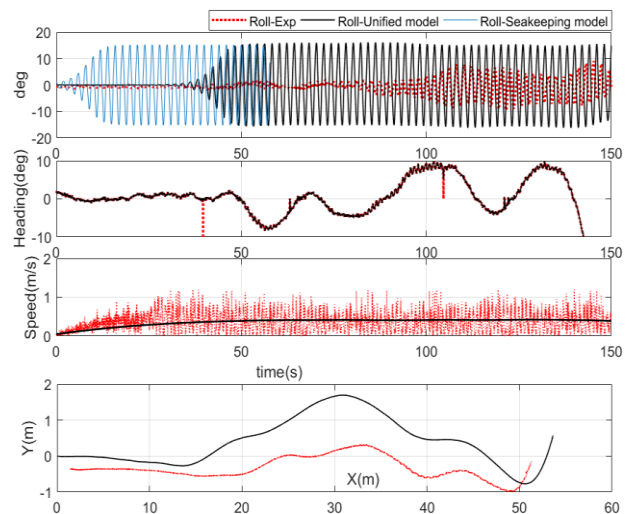 Roll-Exp Roll-Unified model Roll-Seakeeping model
20
10
0
-10
-20
deg
0 50 100 150
10
0
-10
Heading(deg)
0 50 100 150
2
1
0
Speed(m/s)
0 50 100 150
time(s)
2
1
0
-1
Y(m)
X(m)
0 10 20 30 40 50 60